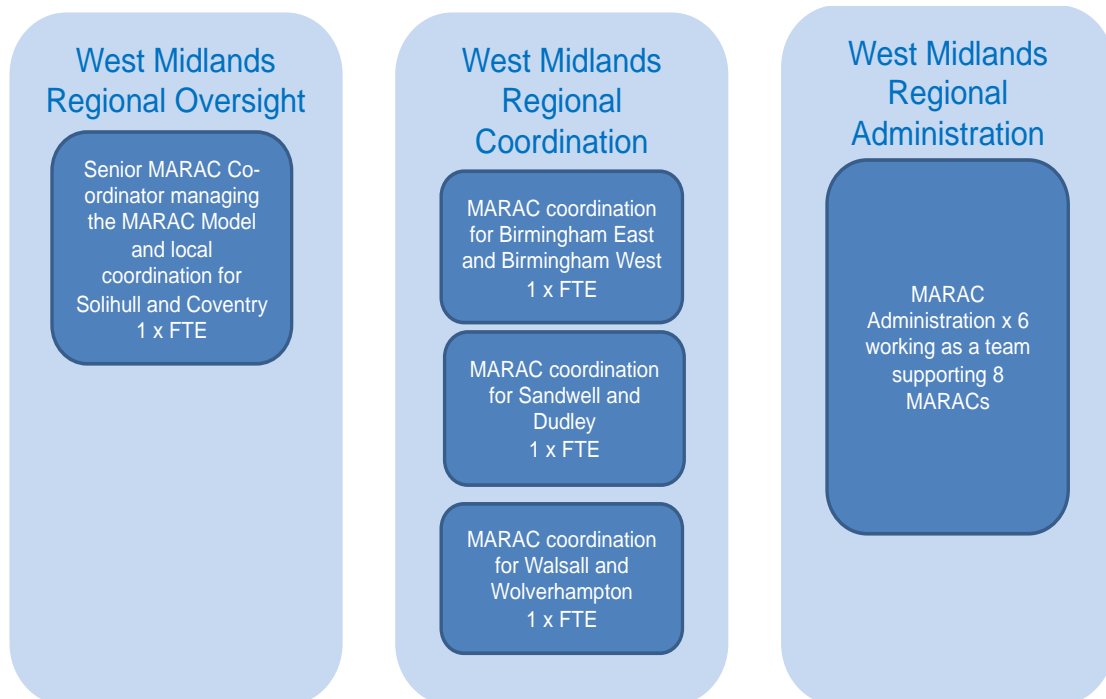 West Midlands
Regional Oversight
Senior MARAC Co-
ordinator managing
the MARAC Model
and local
coordination for
Solihull and Coventry
1 x FTE
West Midlands
Regional
Coordination
MARAC coordination
for Birmingham East
and Birmingham West
1 x FTE
MARAC coordination
for Sandwell and
Dudley
1 x FTE
MARAC coordination
for Walsall and
Wolverhampton
1 x FTE
West Midlands
Regional
Administration
MARAC
Administration x 6
working as a team
supporting 8
MARACs